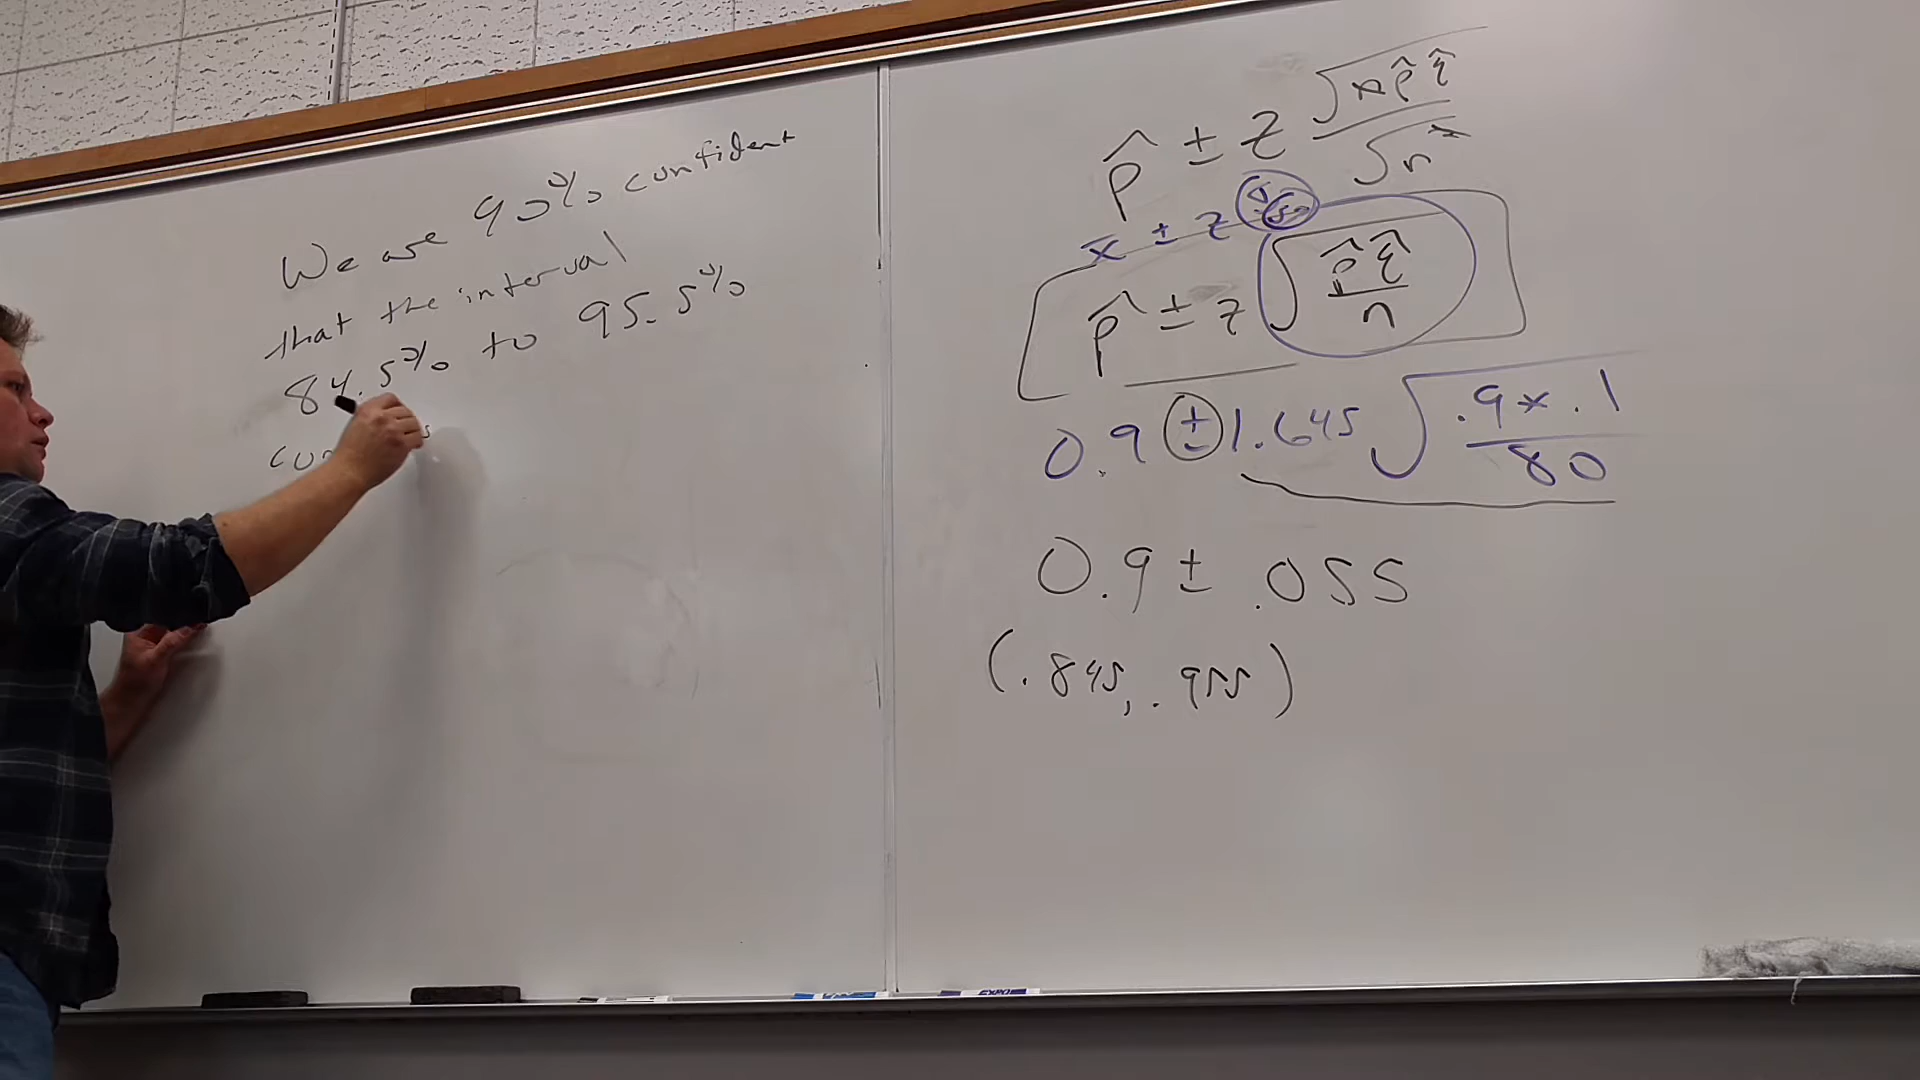 We are 90% confident
that the interval
84.5% to 95.5%
p̂ ± z √(n p̂ q̂) / √n²
x̄ ± z
p̂ ± z √(p̂ q̂ / n)
0.9 ± 1.645 √(.9 × .1 / 80)
0.9 ± .055
(.845, .955)
EXPO